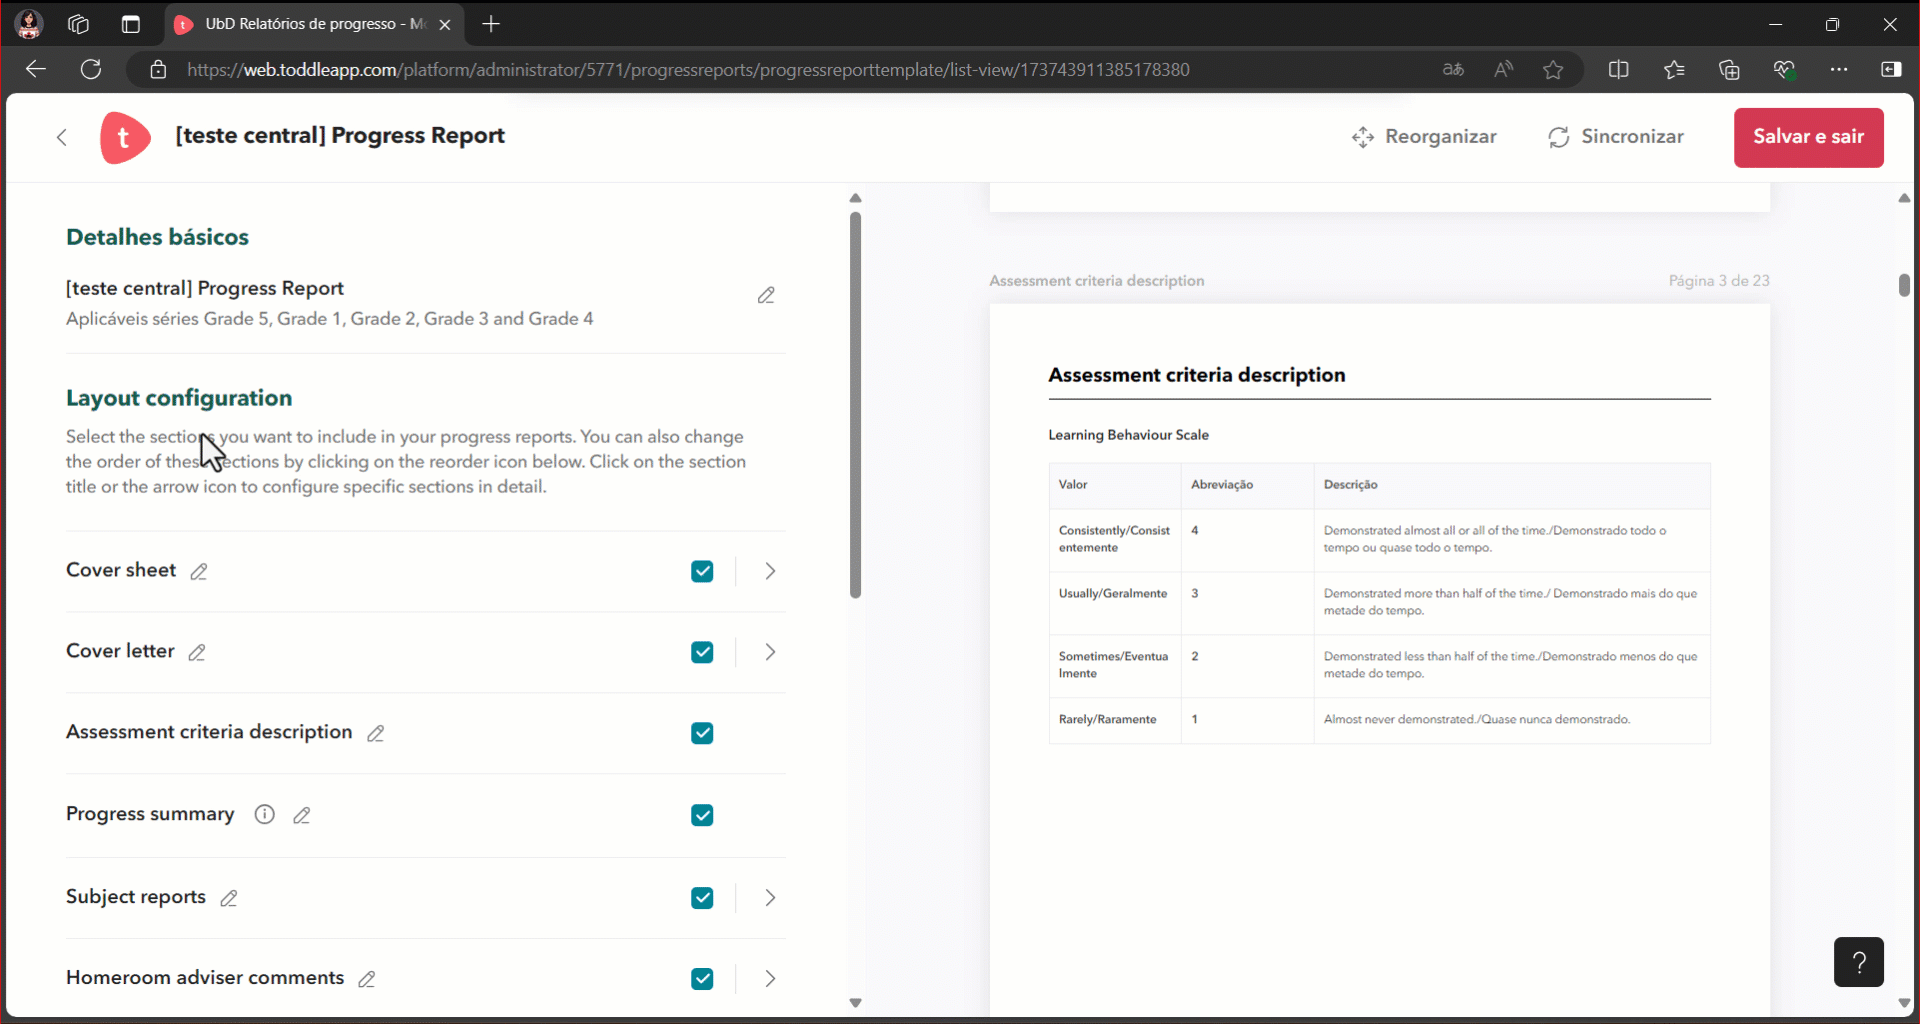 UbD Relatórios de progresso - M
https://web.toddleapp.com/platform/administrator/5771/progressreports/progressreporttemplate/list-view/173743911385178380
aあ
t
[teste central] Progress Report
Reorganizar
Sincronizar
Salvar e sair
Detalhes básicos
[teste central] Progress Report
Aplicáveis séries Grade 5, Grade 1, Grade 2, Grade 3 and Grade 4
Layout configuration
Select the sections you want to include in your progress reports. You can also change
the order of these sections by clicking on the reorder icon below. Click on the section
title or the arrow icon to configure specific sections in detail.
Cover sheet
Cover letter
Assessment criteria description
Progress summary
Subject reports
Homeroom adviser comments
Assessment criteria description
Página 3 de 23
Assessment criteria description
Learning Behaviour Scale
Valor Abreviação Descrição
Consistently/Consist 4 Demonstrated almost all or all of the time./Demonstrado todo o
entemente tempo ou quase todo o tempo.
Usually/Geralmente 3 Demonstrated more than half of the time./ Demonstrado mais do que
metade do tempo.
Sometimes/Eventua 2 Demonstrated less than half of the time./Demonstrado menos do que
lmente metade do tempo.
Rarely/Raramente 1 Almost never demonstrated./Quase nunca demonstrado.
?